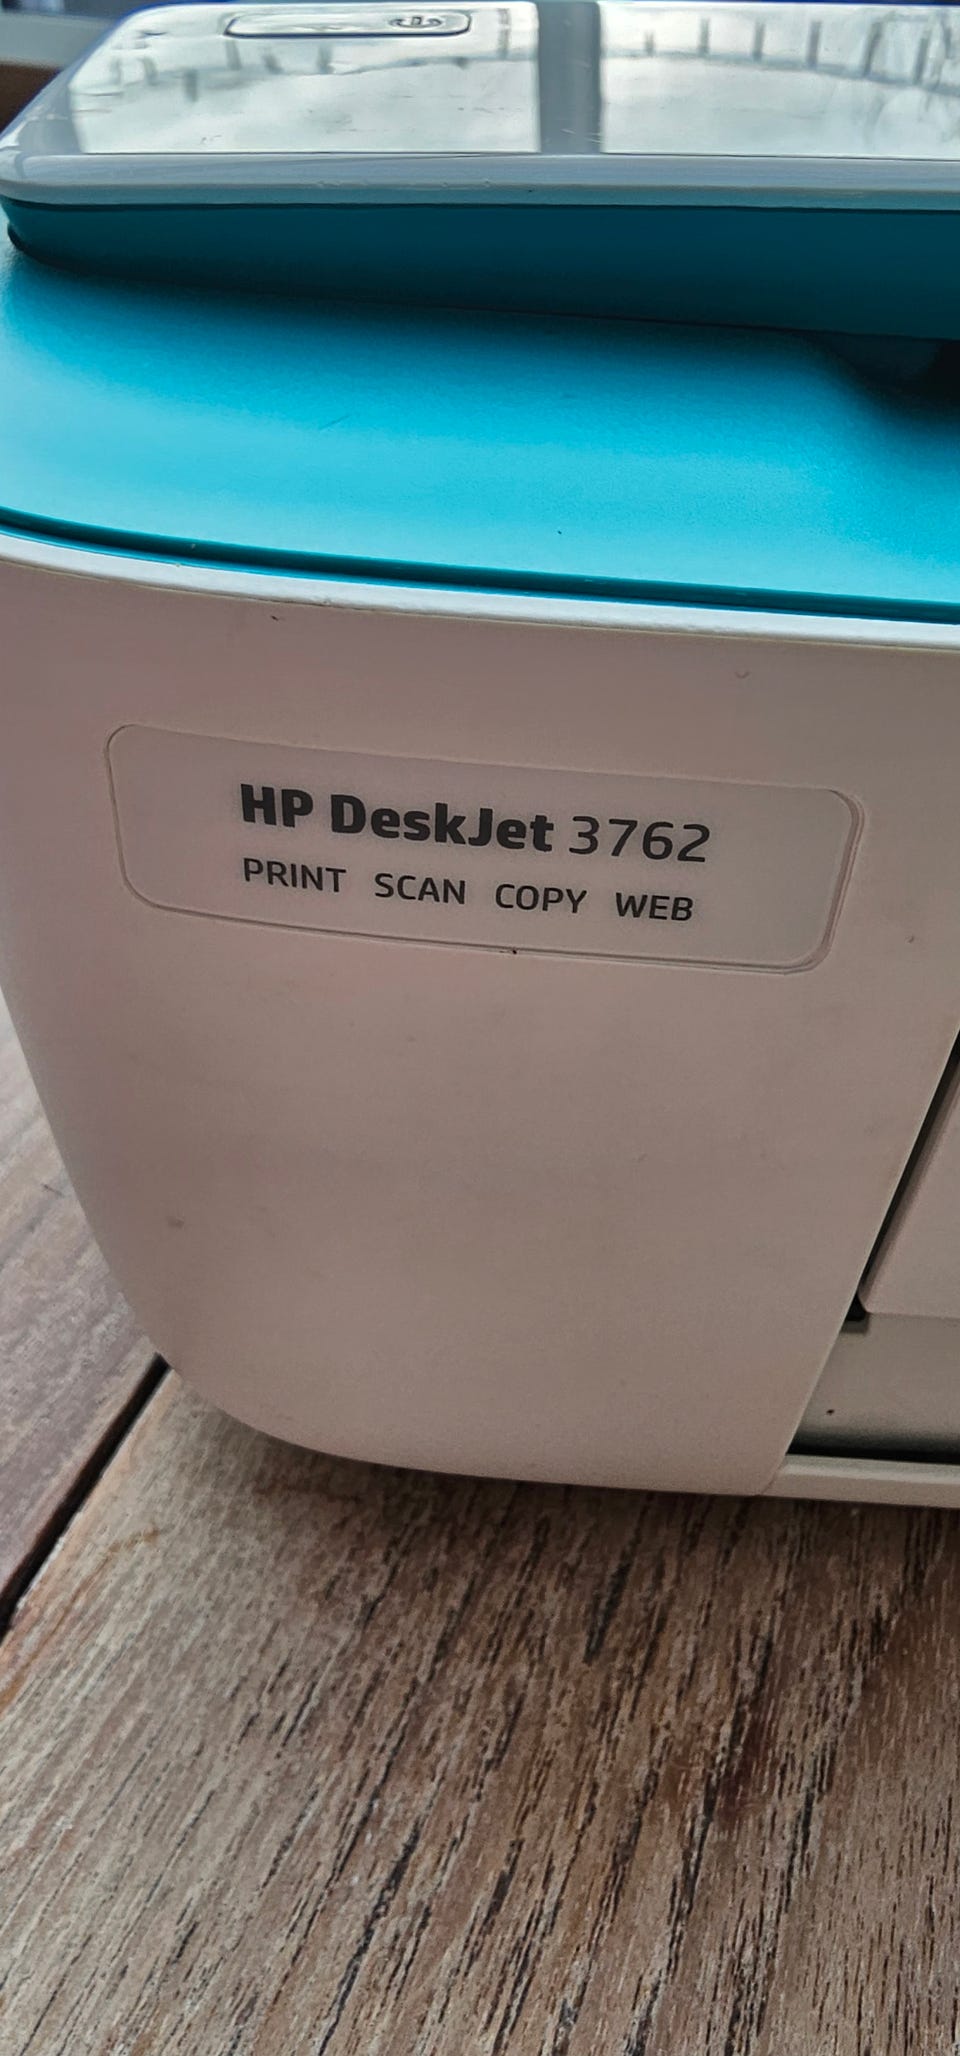 HP DeskJet 3762
PRINT SCAN COPY WEB